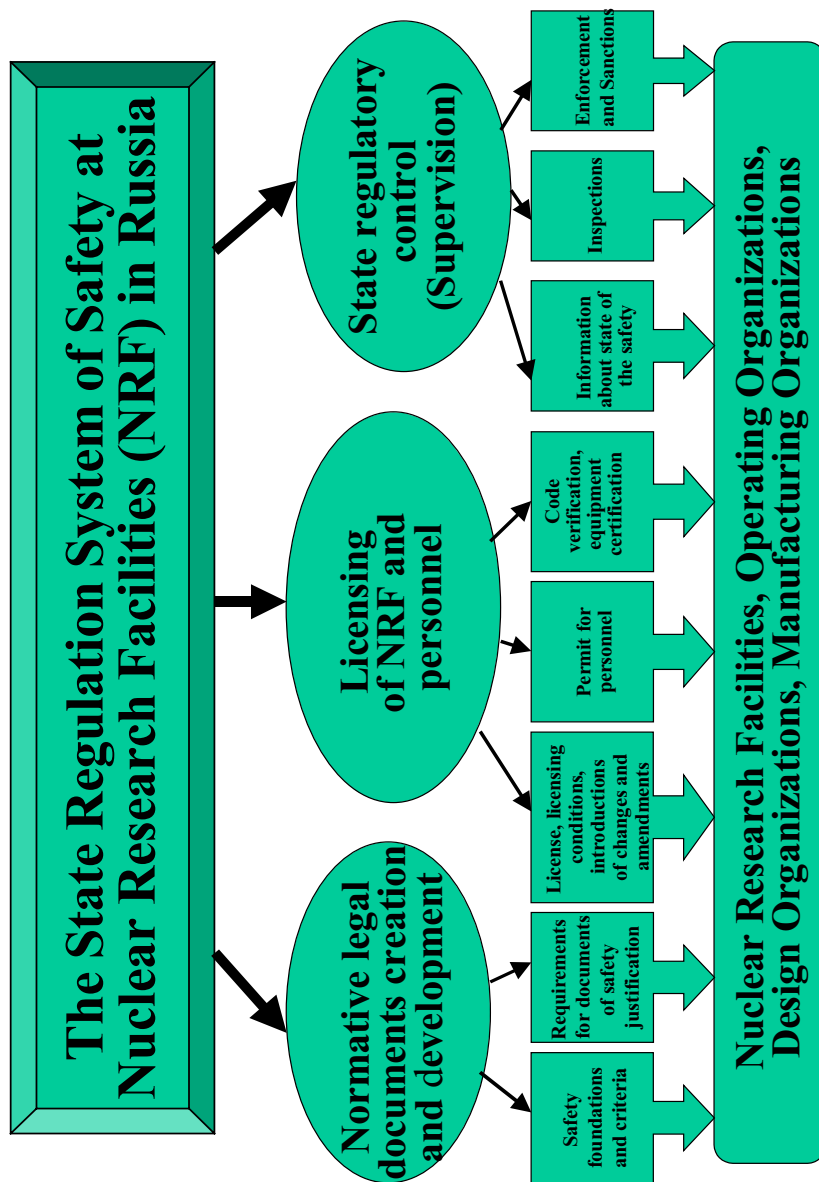 The State Regulation System of Safety at
Nuclear Research Facilities (NRF) in Russia
Normative legal
documents creation
and development
Licensing
of NRF and
personnel
State regulatory
control
(Supervision)
Safety
foundations
and criteria
Requirements
for documents
of safety
justification
License, licensing
conditions,
introductions
of changes and
amendments
Permit for
personnel
Code
verification,
equipment
certification
Information
about state of
the safety
Inspections
Enforcement
and Sanctions
Nuclear Research Facilities, Operating Organizations,
Design Organizations, Manufacturing Organizations